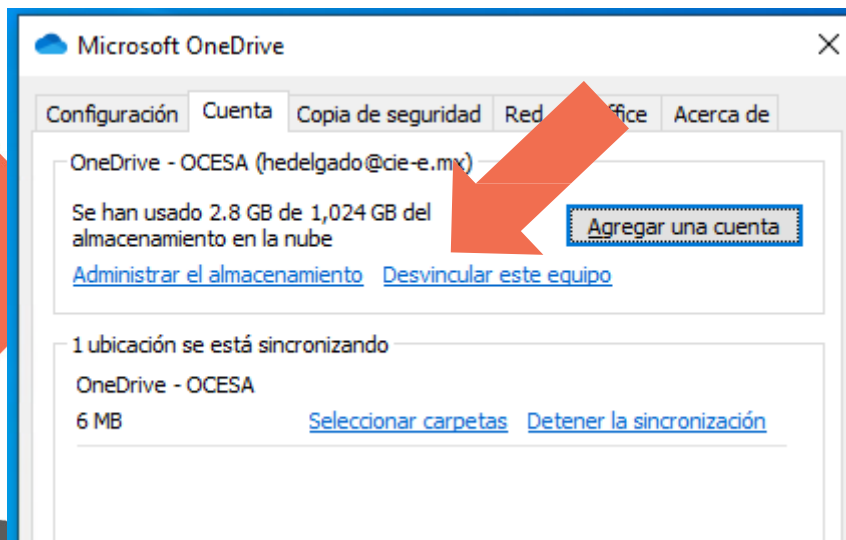 Microsoft OneDrive
Configuración Cuenta Copia de seguridad Red Acerca de
OneDrive - OCESA (hedelgado@cie-e.mx)
Se han usado 2.8 GB de 1,024 GB del
almacenamiento en la nube
Agregar una cuenta
Administrar el almacenamiento Desvincular este equipo
1 ubicación se está sincronizando
OneDrive - OCESA
6 MB Seleccionar carpetas Detener la sincronización